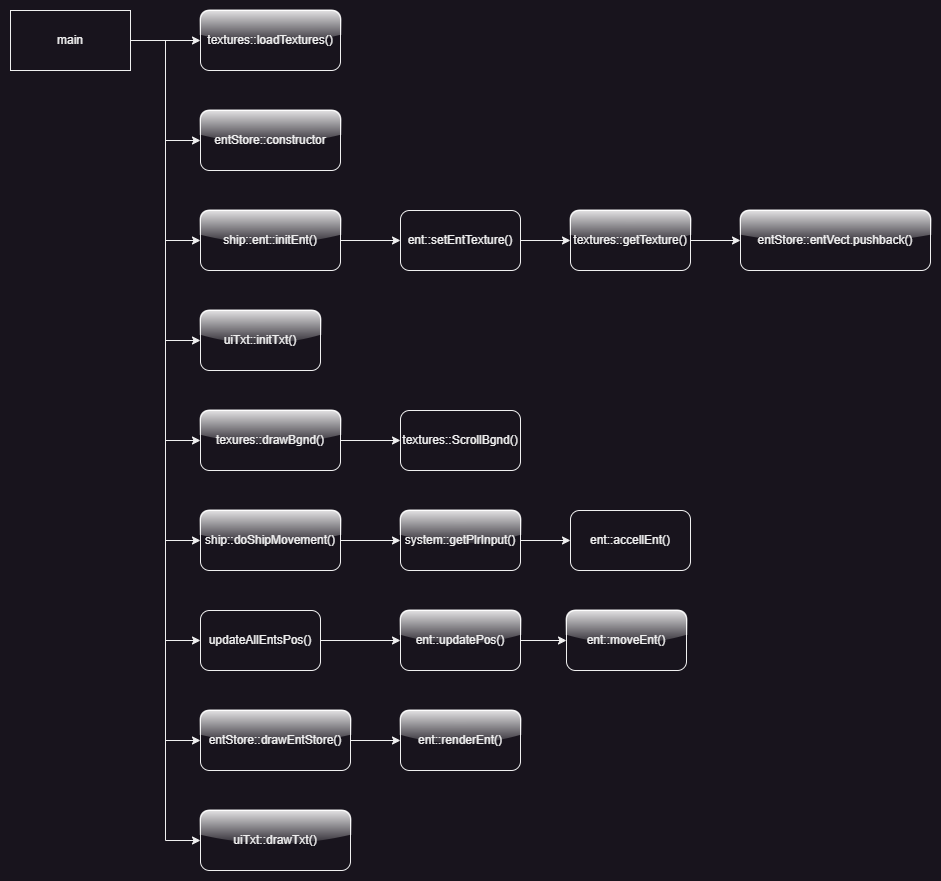 main
textures::loadTextures()
entStore::constructor
ship::ent::initEnt()
ent::setEntTexture()
textures::getTexture()
entStore::entVect.pushback()
uiTxt::initTxt()
texures::drawBgnd()
textures::ScrollBgnd()
ship::doShipMovement()
system::getPlrInput()
ent::accellEnt()
updateAllEntsPos()
ent::updatePos()
ent::moveEnt()
entStore::drawEntStore()
ent::renderEnt()
uiTxt::drawTxt()